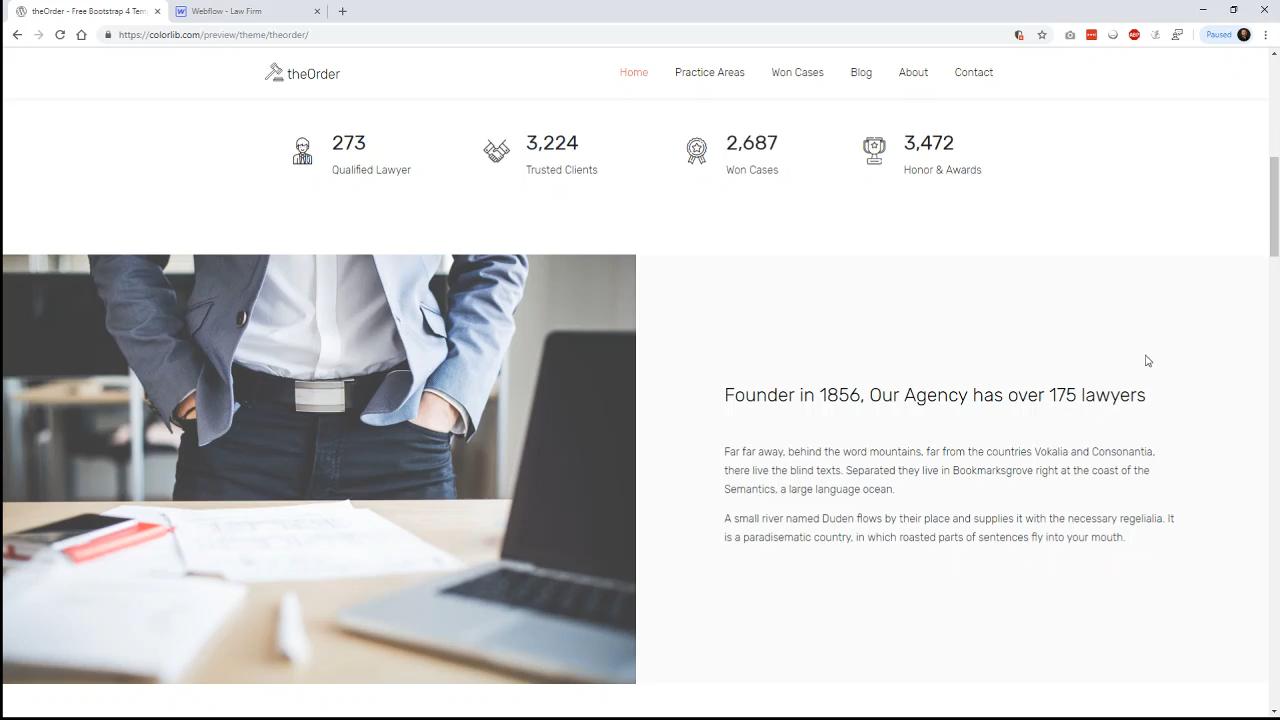 theOrder - Free Bootstrap 4 Tem
Webflow - Law Firm
https://colorlib.com/preview/theme/theorder/
ABP
Paused
theOrder
Home Practice Areas Won Cases Blog About Contact
273 3,224 2,687 3,472
Qualified Lawyer Trusted Clients Won Cases Honor & Awards
Founder in 1856, Our Agency has over 175 lawyers
Far far away, behind the word mountains, far from the countries Vokalia and Consonantia,
there live the blind texts. Separated they live in Bookmarksgrove right at the coast of the
Semantics, a large language ocean.
A small river named Duden flows by their place and supplies it with the necessary regelialia. It
is a paradisematic country, in which roasted parts of sentences fly into your mouth.